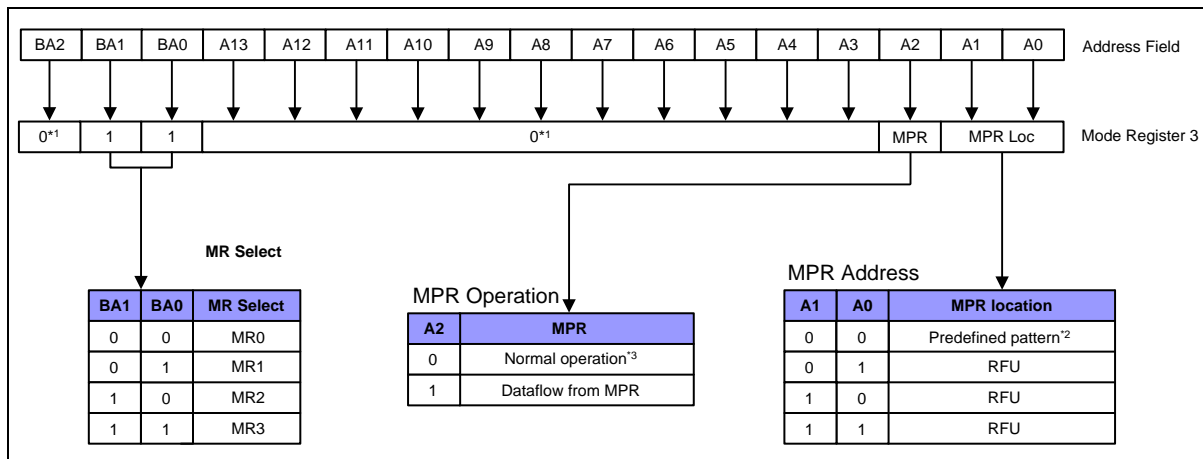 BA2 BA1 BA0 A13 A12 A11 A10 A9 A8 A7 A6 A5 A4 A3 A2 A1 A0 Address Field
0*1 1 1 0*1 MPR MPR Loc Mode Register 3
MR Select
BA1 BA0 MR Select
0 0 MR0
0 1 MR1
1 0 MR2
1 1 MR3
MPR Operation
A2 MPR
0 Normal operation*3
1 Dataflow from MPR
MPR Address
A1 A0 MPR location
0 0 Predefined pattern*2
0 1 RFU
1 0 RFU
1 1 RFU